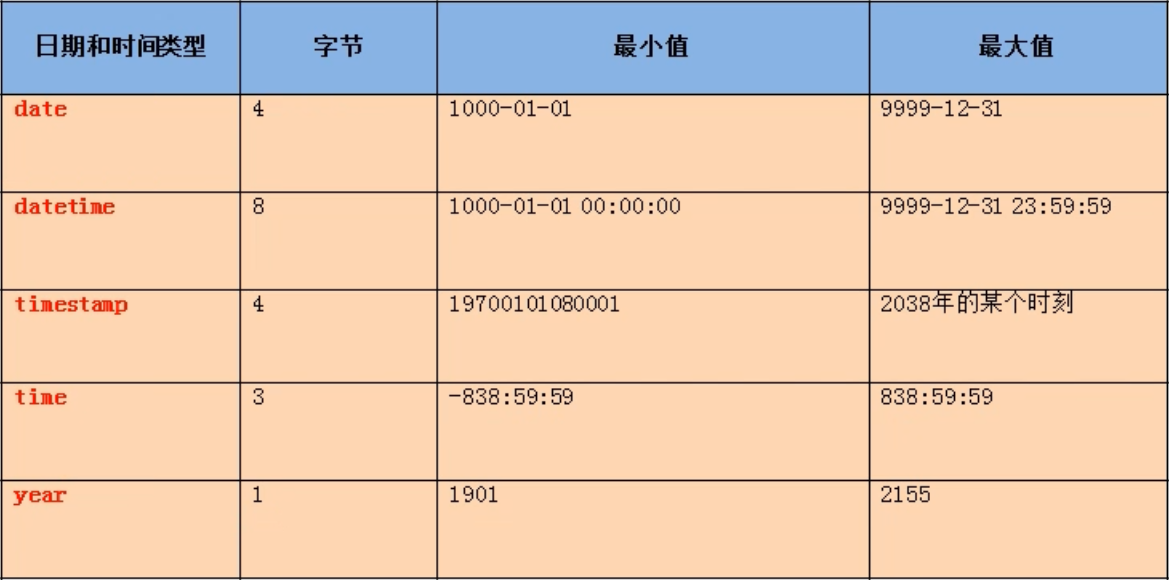 日期和时间类型 字节 最小值 最大值
date 4 1000-01-01 9999-12-31
datetime 8 1000-01-01 00:00:00 9999-12-31 23:59:59
timestamp 4 19700101080001 2038年的某个时刻
time 3 -838:59:59 838:59:59
year 1 1901 2155